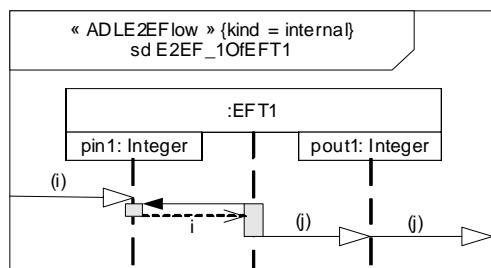 « ADLE2EFlow » {kind = internal}
sd E2EF_1OfEFT1
:EFT1
pin1: Integer
pout1: Integer
(i)
i
(j)
(j)